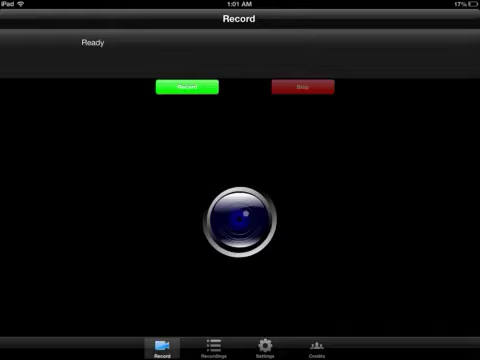 iPad 1:01 AM 17%
Record
Ready
Record Stop
Record Recordings Settings Credits